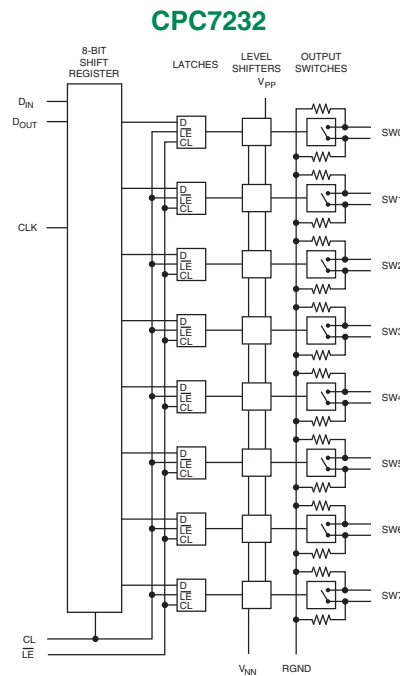 CPC7232
8-BIT
SHIFT
REGISTER
LATCHES
LEVEL
SHIFTERS
OUTPUT
SWITCHES
VPP
DIN
DOUT
CLK
D
LE
CL
SW0
D
LE
CL
SW1
D
LE
CL
SW2
D
LE
CL
SW3
D
LE
CL
SW4
D
LE
CL
SW5
D
LE
CL
SW6
D
LE
CL
SW7
CL
LE
VNN
RGND